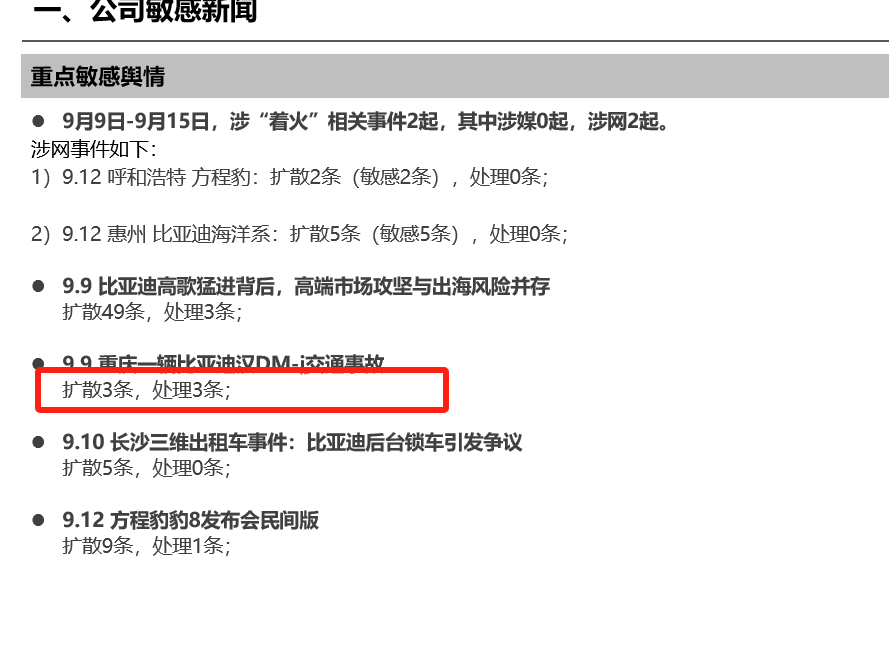 一、公司敏感新闻
重点敏感舆情
● 9月9日-9月15日，涉“着火”相关事件2起，其中涉媒0起，涉网2起。
涉网事件如下：
1）9.12 呼和浩特 方程豹：扩散2条（敏感2条），处理0条；
2）9.12 惠州 比亚迪海洋系：扩散5条（敏感5条），处理0条；
● 9.9 比亚迪高歌猛进背后，高端市场攻坚与出海风险并存
扩散49条，处理3条；
● 9.9 重庆一辆比亚迪汉DM-i交通事故
扩散3条，处理3条；
● 9.10 长沙三维出租车事件：比亚迪后台锁车引发争议
扩散5条，处理0条；
● 9.12 方程豹豹8发布会民间版
扩散9条，处理1条；